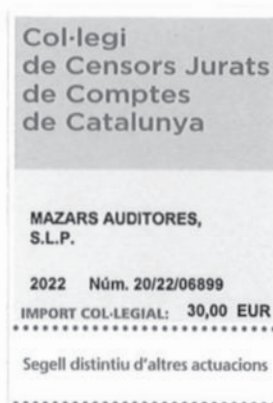 Col·legi
de Censors Jurats
de Comptes
de Catalunya
MAZARS AUDITORES,
S.L.P.
2022 Núm. 20/22/06899
IMPORT COL·LEGIAL: 30,00 EUR
Segell distintiu d'altres actuacions